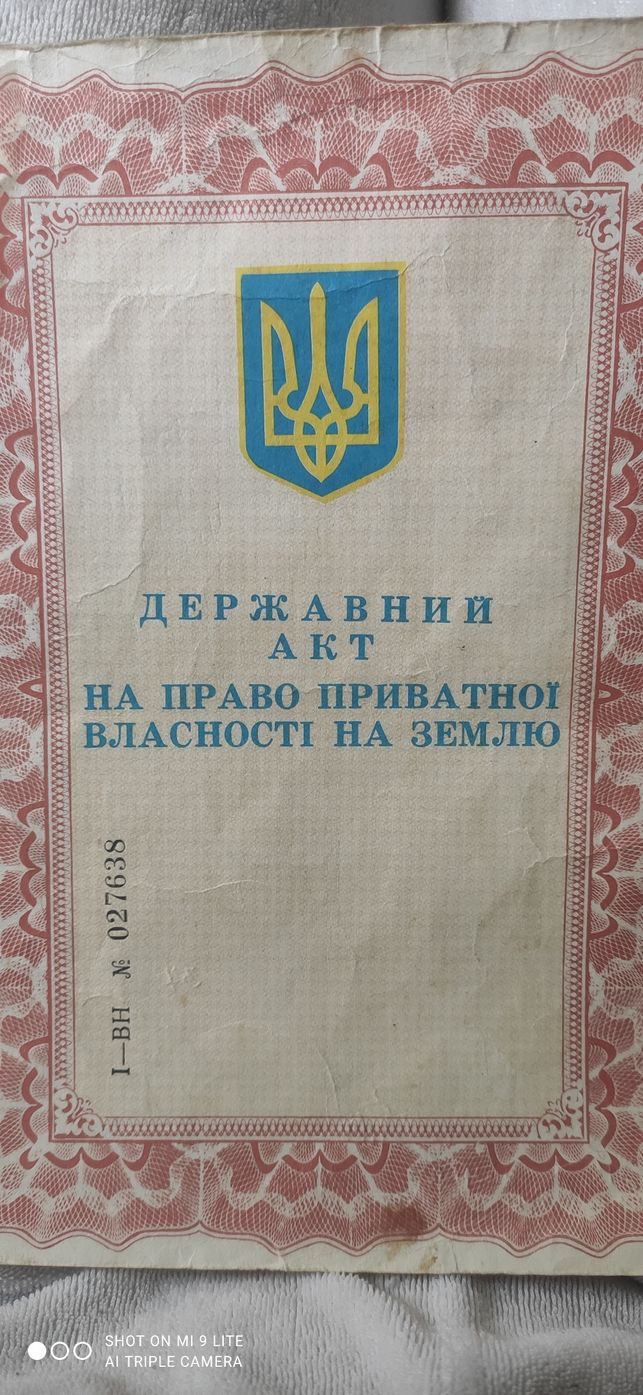 ДЕРЖАВНИЙ
АКТ
НА ПРАВО ПРИВАТНОЇ
ВЛАСНОСТІ НА ЗЕМЛЮ
І—ВН № 027638
SHOT ON MI 9 LITE
AI TRIPLE CAMERA